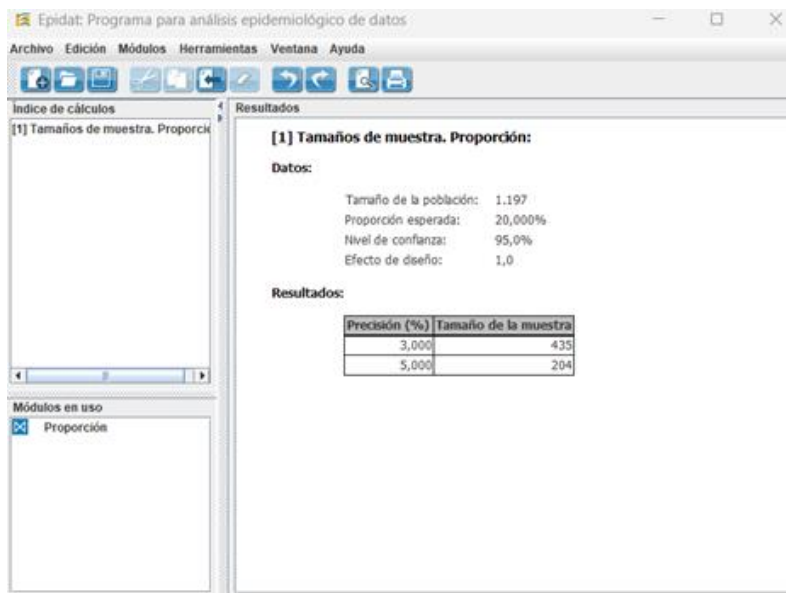 Epidat: Programa para análisis epidemiológico de datos
Archivo Edición Módulos Herramientas Ventana Ayuda
Índice de cálculos
[1] Tamaños de muestra. Proporció
Módulos en uso
Proporción
Resultados
[1] Tamaños de muestra. Proporción:
Datos:
Tamaño de la población: 1.197
Proporción esperada: 20,000%
Nivel de confianza: 95,0%
Efecto de diseño: 1,0
Resultados:
Precisión (%) Tamaño de la muestra
3,000 435
5,000 204